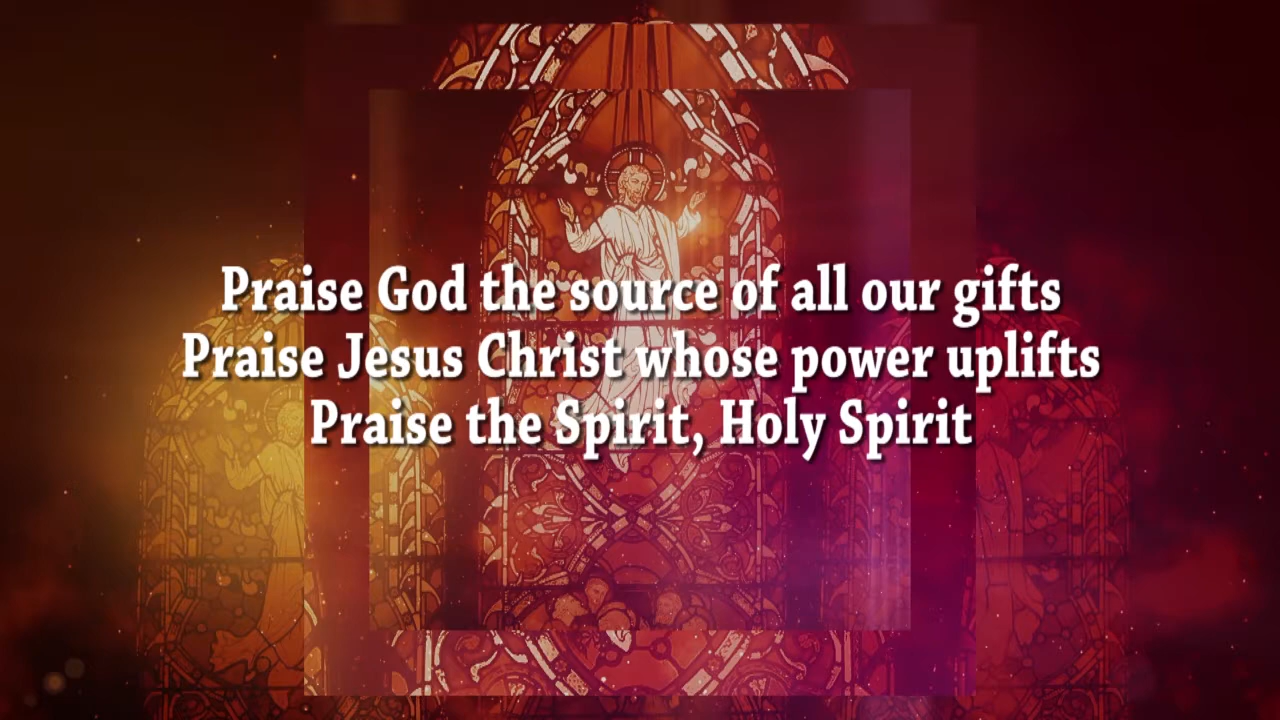 Praise God the source of all our gifts
Praise Jesus Christ whose power uplifts
Praise the Spirit, Holy Spirit